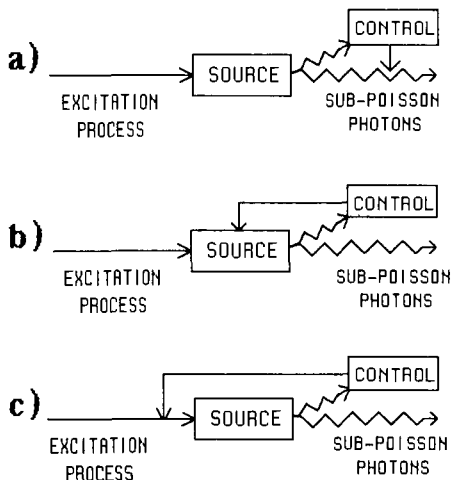 CONTROL
a)
SOURCE
EXCITATION
PROCESS
SUB-POISSON
PHOTONS
CONTROL
b)
SOURCE
EXCITATION
PROCESS
SUB-POISSON
PHOTONS
CONTROL
c)
SOURCE
EXCITATION
PROCESS
SUB-POISSON
PHOTONS